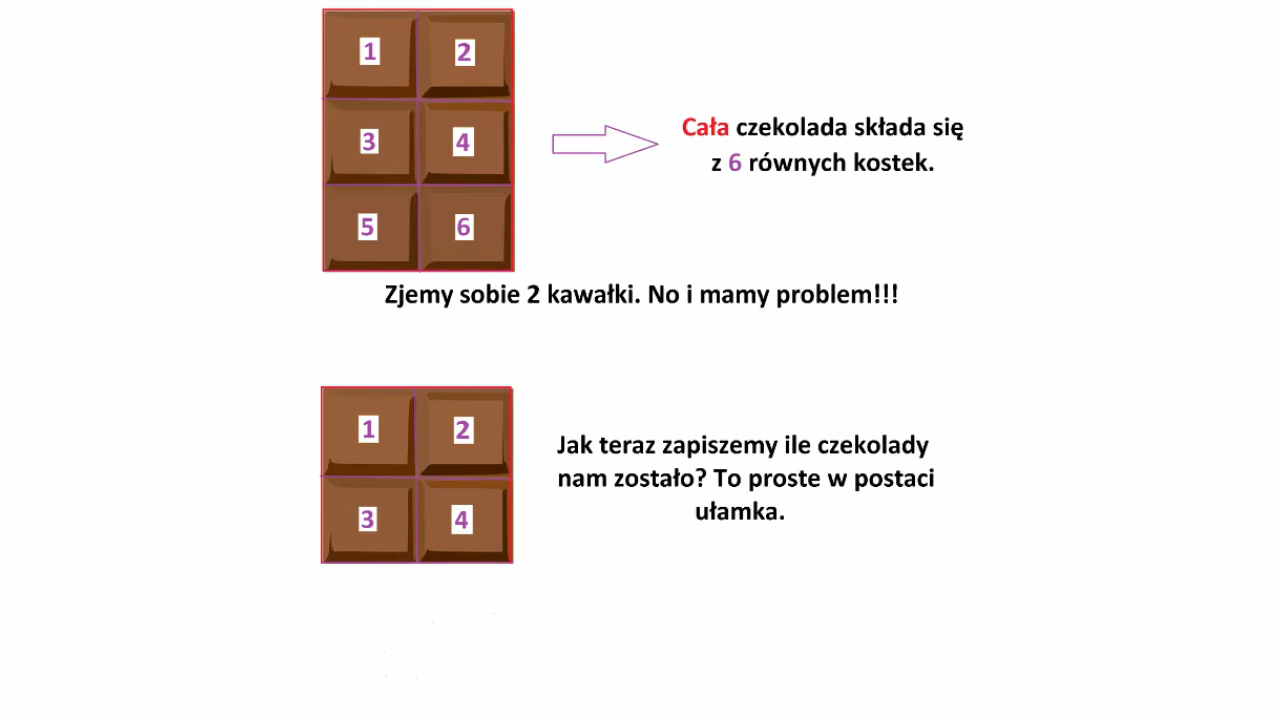 1 2
3 4
5 6
Cała czekolada składa się
z 6 równych kostek.
Zjemy sobie 2 kawałki. No i mamy problem!!!
1 2
3 4
Jak teraz zapiszemy ile czekolady
nam zostało? To proste w postaci
ułamka.